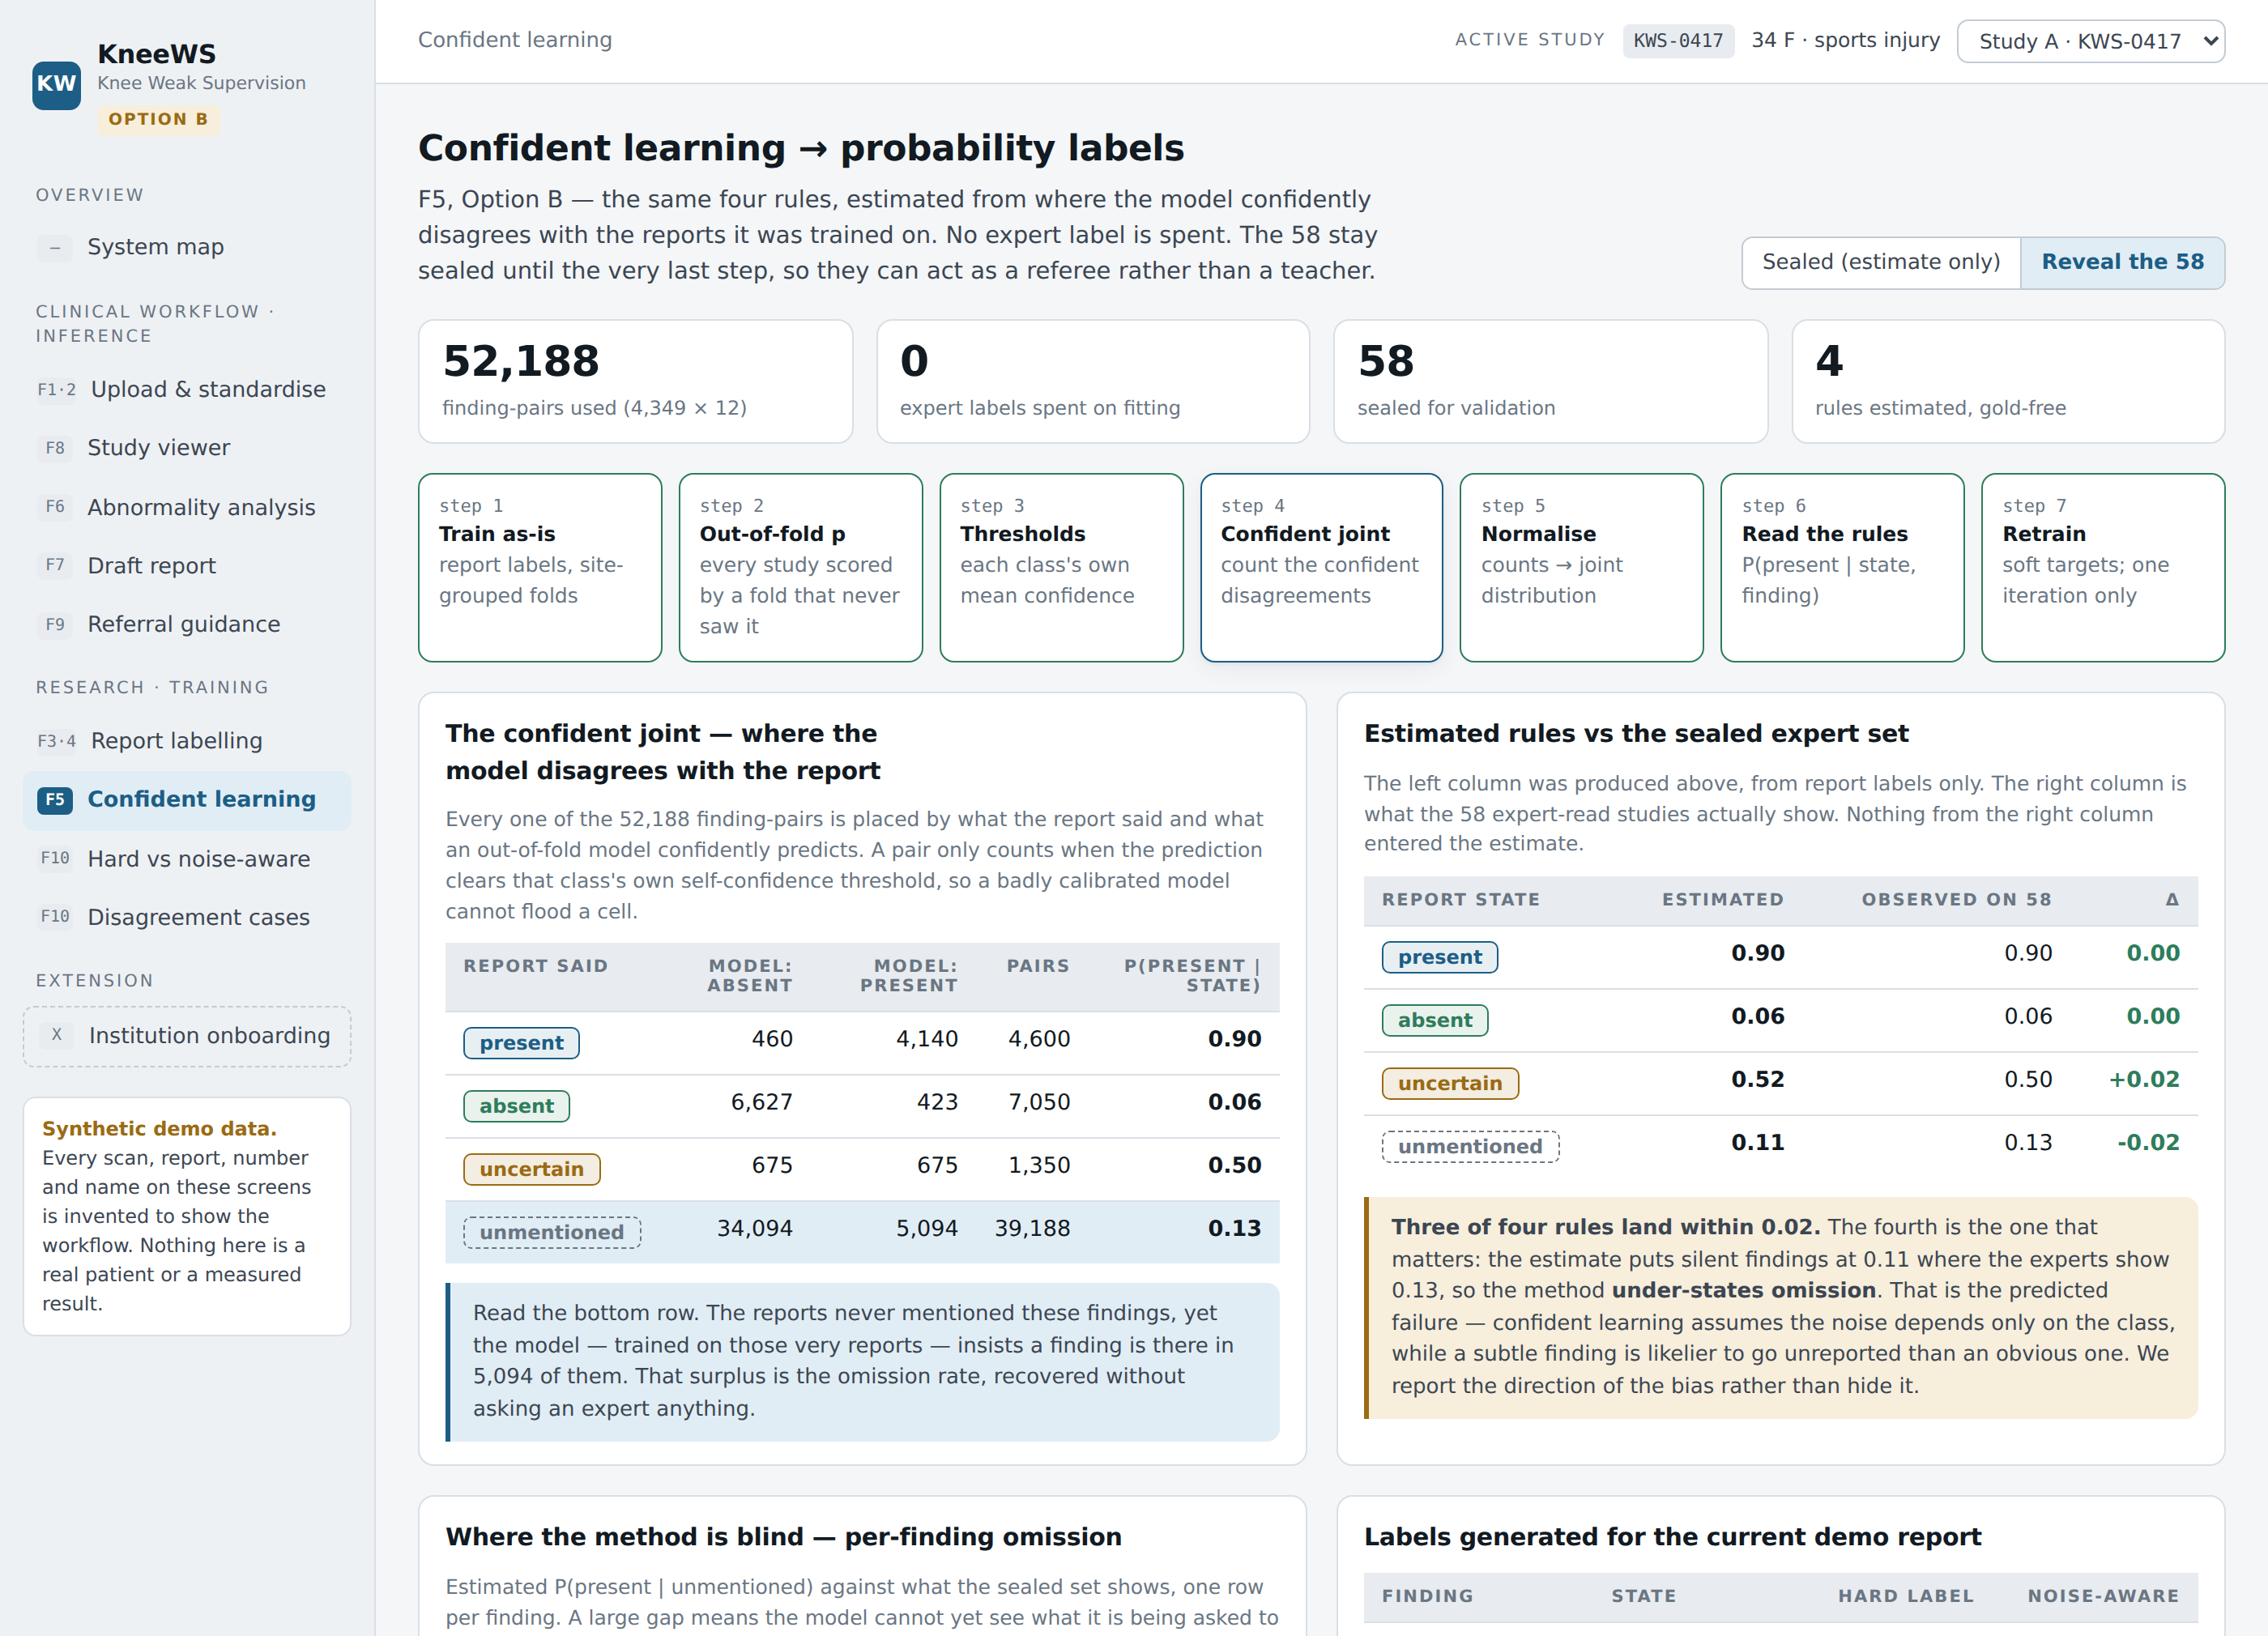 KW
KneeWS
Knee Weak Supervision
OPTION B
OVERVIEW
– System map
CLINICAL WORKFLOW ·
INFERENCE
F1·2 Upload & standardise
F8 Study viewer
F6 Abnormality analysis
F7 Draft report
F9 Referral guidance
RESEARCH · TRAINING
F3·4 Report labelling
F5 Confident learning
F10 Hard vs noise-aware
F10 Disagreement cases
EXTENSION
X Institution onboarding
Synthetic demo data.
Every scan, report, number
and name on these screens
is invented to show the
workflow. Nothing here is a
real patient or a measured
result.
Confident learning
ACTIVE STUDY KWS-0417 34 F · sports injury Study A · KWS-0417
Confident learning → probability labels
F5, Option B — the same four rules, estimated from where the model confidently
disagrees with the reports it was trained on. No expert label is spent. The 58 stay
sealed until the very last step, so they can act as a referee rather than a teacher.
Sealed (estimate only) Reveal the 58
52,188
finding-pairs used (4,349 × 12)
0
expert labels spent on fitting
58
sealed for validation
4
rules estimated, gold-free
step 1
Train as-is
report labels, site-
grouped folds
step 2
Out-of-fold p
every study scored
by a fold that never
saw it
step 3
Thresholds
each class's own
mean confidence
step 4
Confident joint
count the confident
disagreements
step 5
Normalise
counts → joint
distribution
step 6
Read the rules
P(present | state,
finding)
step 7
Retrain
soft targets; one
iteration only
The confident joint — where the
model disagrees with the report
Every one of the 52,188 finding-pairs is placed by what the report said and what
an out-of-fold model confidently predicts. A pair only counts when the prediction
clears that class's own self-confidence threshold, so a badly calibrated model
cannot flood a cell.
REPORT SAID MODEL: MODEL: PAIRS P(PRESENT |
ABSENT PRESENT STATE)
present 460 4,140 4,600 0.90
absent 6,627 423 7,050 0.06
uncertain 675 675 1,350 0.50
unmentioned 34,094 5,094 39,188 0.13
Read the bottom row. The reports never mentioned these findings, yet
the model — trained on those very reports — insists a finding is there in
5,094 of them. That surplus is the omission rate, recovered without
asking an expert anything.
Estimated rules vs the sealed expert set
The left column was produced above, from report labels only. The right column is
what the 58 expert-read studies actually show. Nothing from the right column
entered the estimate.
REPORT STATE ESTIMATED OBSERVED ON 58 Δ
present 0.90 0.90 0.00
absent 0.06 0.06 0.00
uncertain 0.52 0.50 +0.02
unmentioned 0.11 0.13 -0.02
Three of four rules land within 0.02. The fourth is the one that
matters: the estimate puts silent findings at 0.11 where the experts show
0.13, so the method under-states omission. That is the predicted
failure — confident learning assumes the noise depends only on the class,
while a subtle finding is likelier to go unreported than an obvious one. We
report the direction of the bias rather than hide it.
Where the method is blind — per-finding omission
Estimated P(present | unmentioned) against what the sealed set shows, one row
per finding. A large gap means the model cannot yet see what it is being asked to
Labels generated for the current demo report
FINDING STATE HARD LABEL NOISE-AWARE